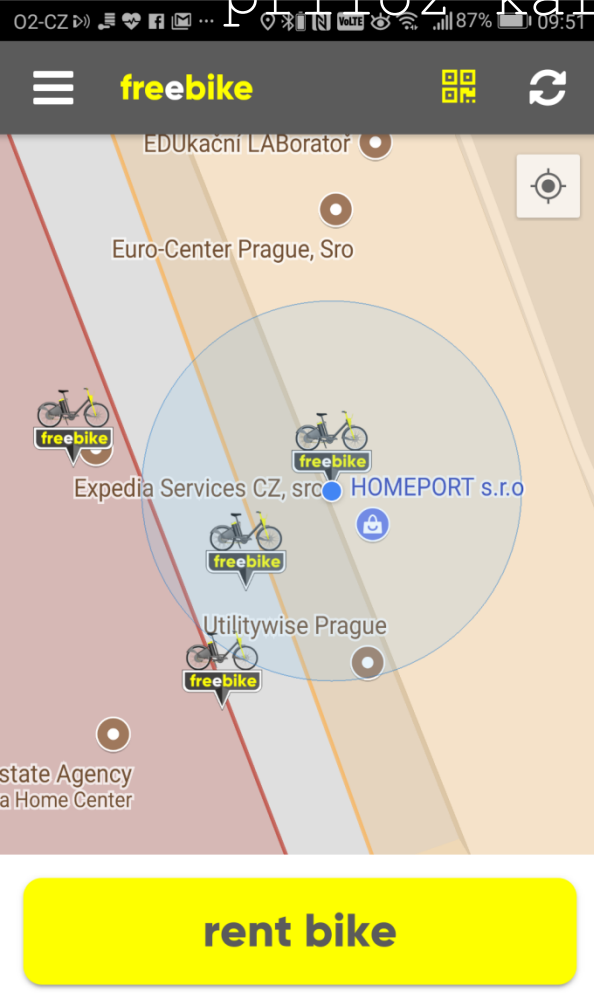 O2-CZ ... VoLTE 87% 09:51
freebike
EDUkační LABoratoř
Euro-Center Prague, Sro
freebike
freebike
Expedia Services CZ, sro
HOMEPORT s.r.o
freebike
Utilitywise Prague
freebike
state Agency
a Home Center
rent bike